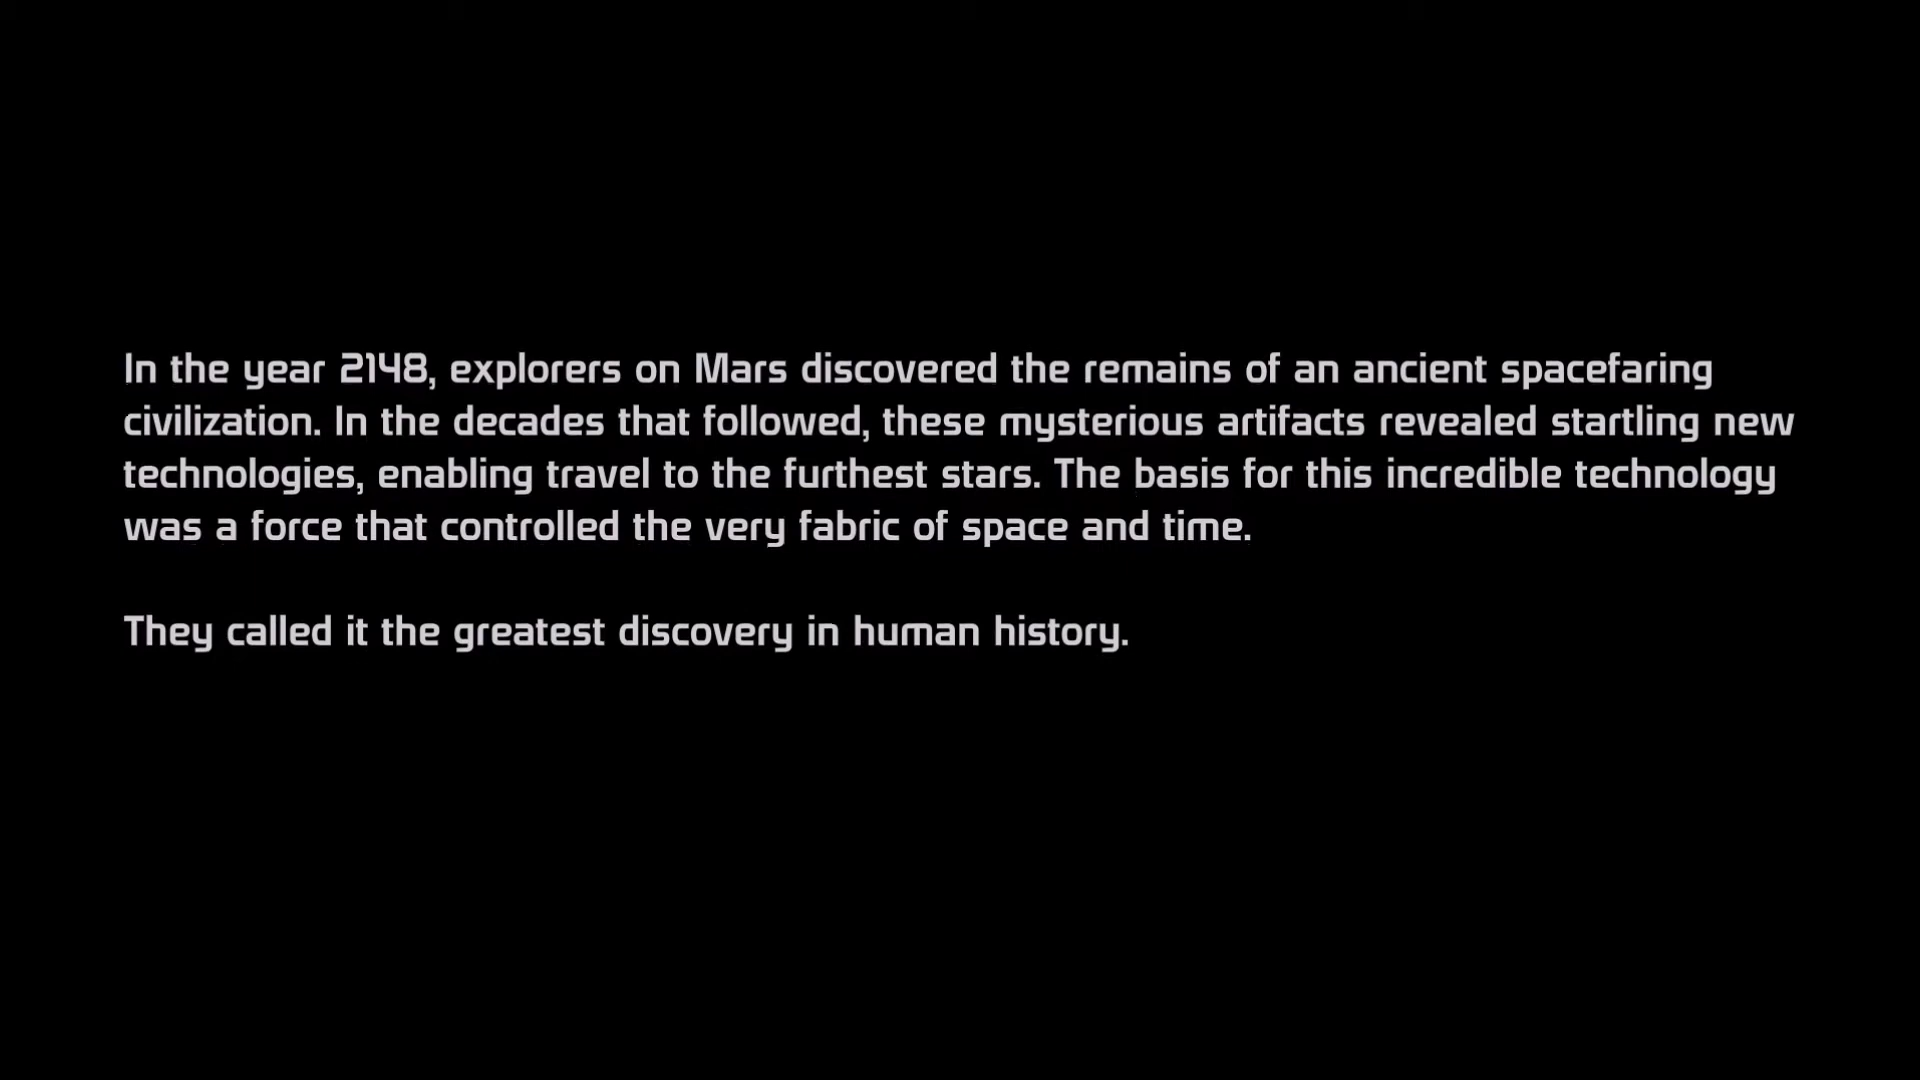 In the year 2148, explorers on Mars discovered the remains of an ancient spacefaring
civilization. In the decades that followed, these mysterious artifacts revealed startling new
technologies, enabling travel to the furthest stars. The basis for this incredible technology
was a force that controlled the very fabric of space and time.
They called it the greatest discovery in human history.